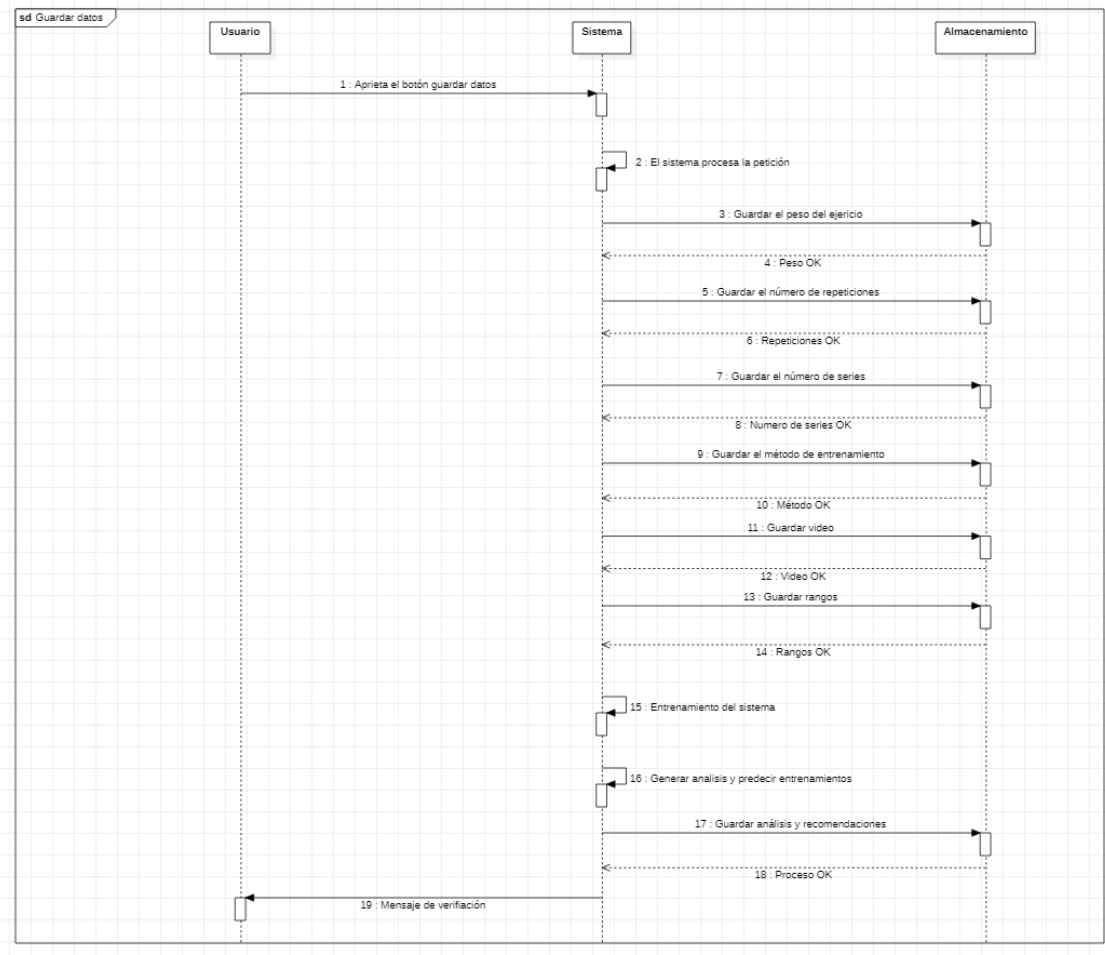 sd Guardar datos
Usuario
Sistema
Almacenamiento
1 : Aprieta el botón guardar datos
2 : El sistema procesa la petición
3 : Guardar el peso del ejericio
4 : Peso OK
5 : Guardar el número de repeticiones
6 : Repeticiones OK
7 : Guardar el número de series
8 : Numero de series OK
9 : Guardar el método de entrenamiento
10 : Método OK
11 : Guardar video
12 : Video OK
13 : Guardar rangos
14 : Rangos OK
15 : Entrenamiento del sistema
16 : Generar analisis y predecir entrenamientos
17 : Guardar análisis y recomendaciones
18 : Proceso OK
19 : Mensaje de verifiación